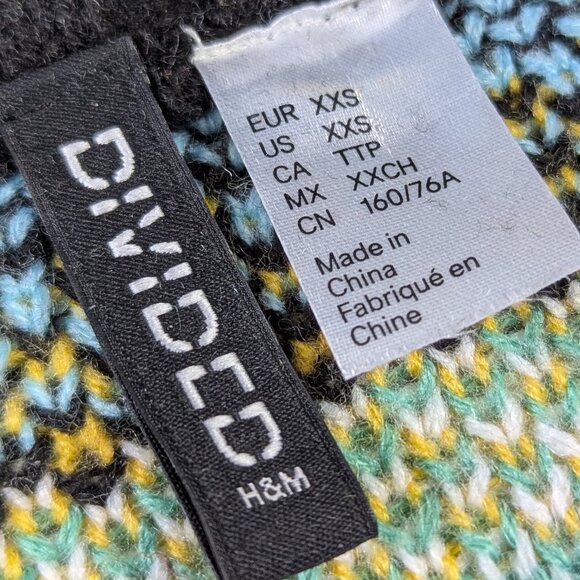 DIVIDED
H&M
EUR XXS
US XXS
CA TTP
MX XXCH
CN 160/76A
Made in
China
Fabriqué en
Chine